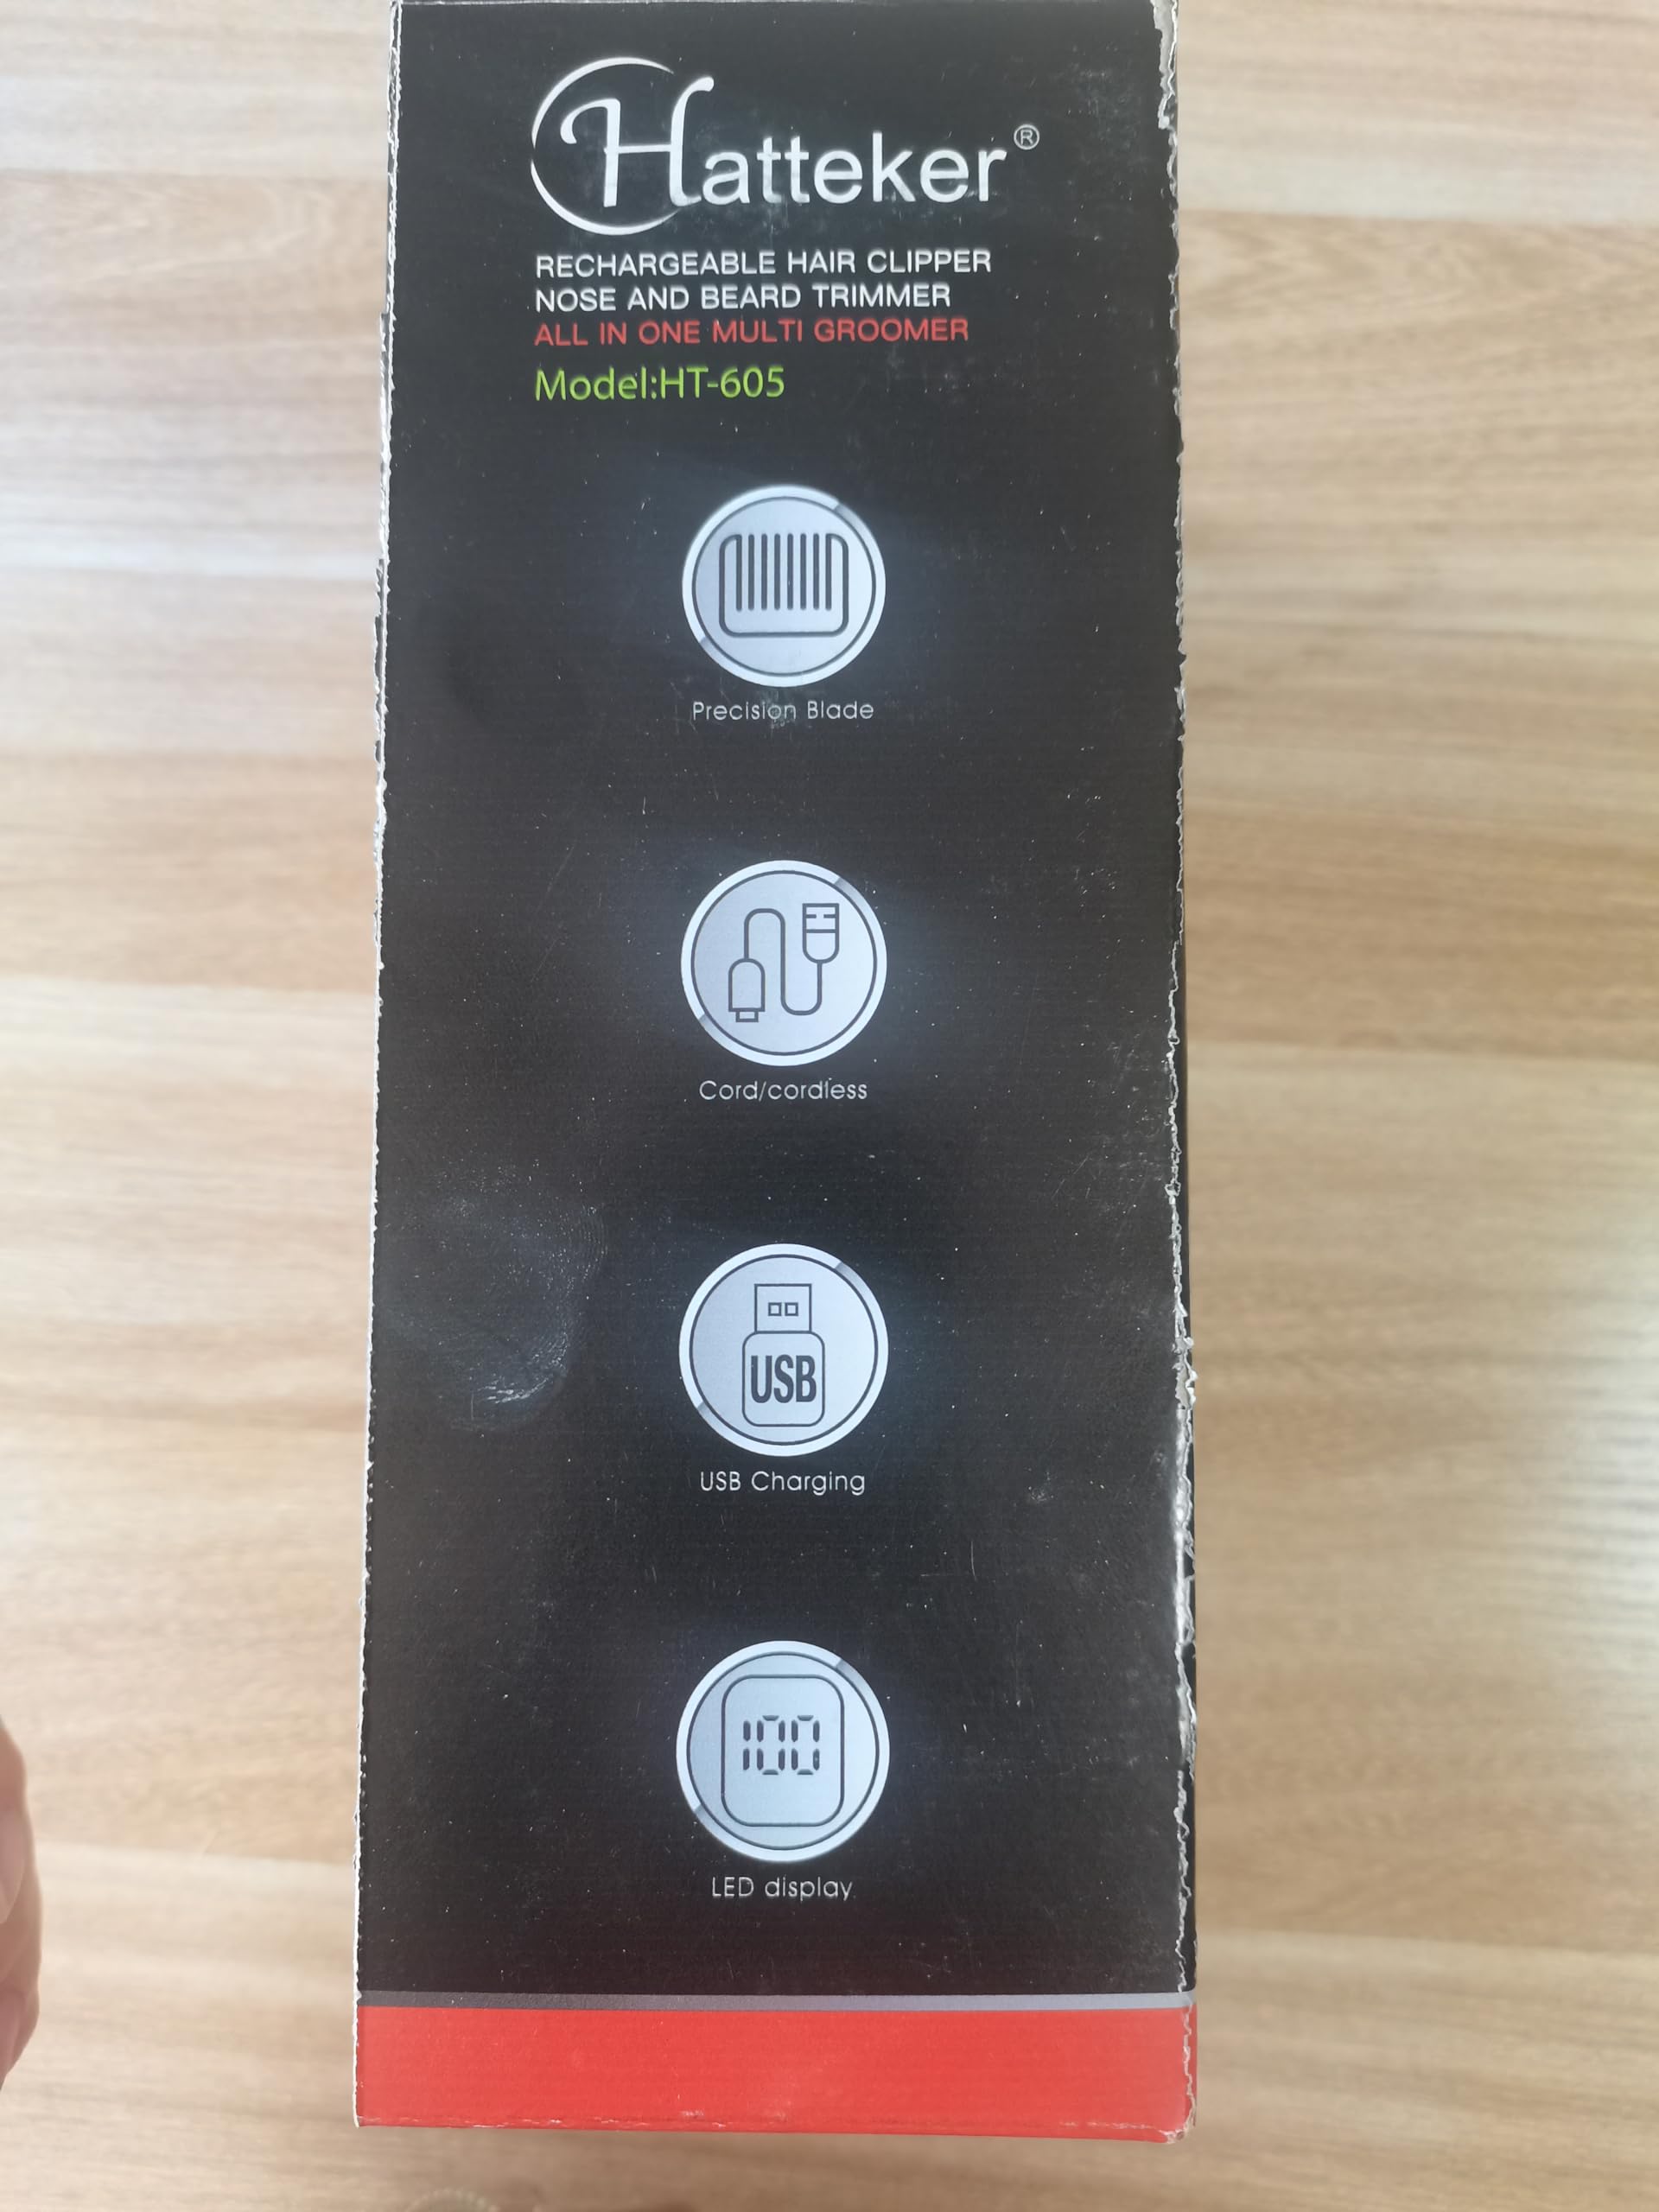 Hatteker®
RECHARGEABLE HAIR CLIPPER
NOSE AND BEARD TRIMMER
ALL IN ONE MULTI GROOMER
Model:HT-605
Precision Blade
Cord/cordless
USB
USB Charging
100
LED display